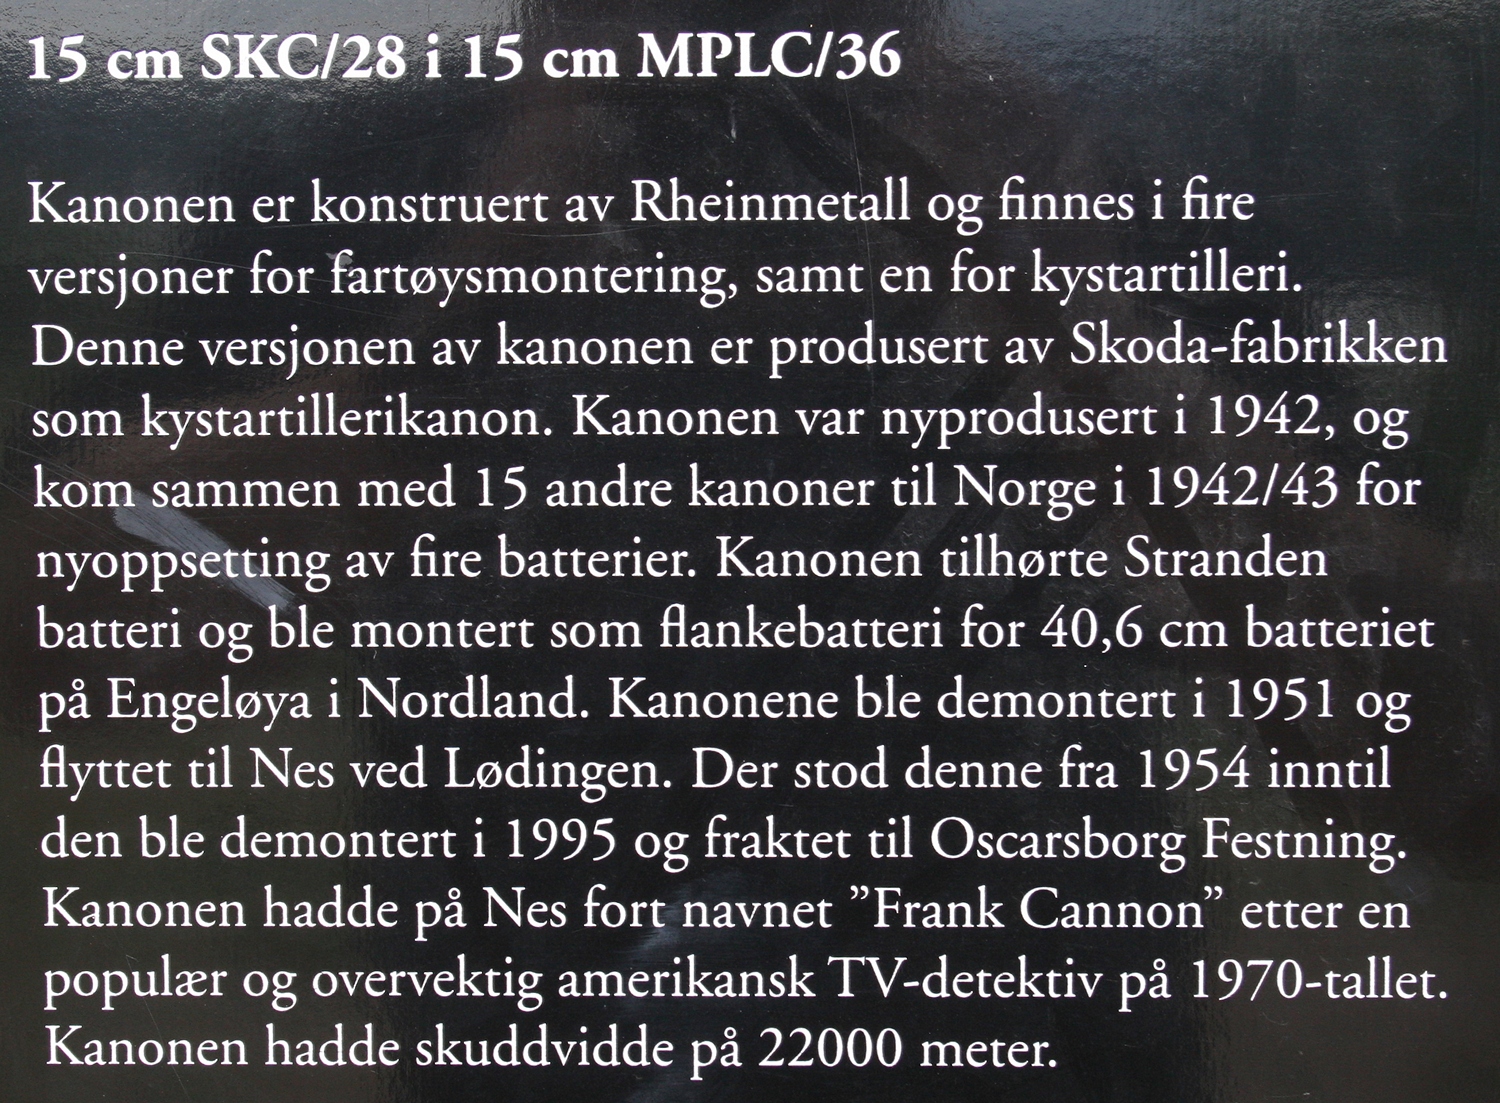 15 cm SKC/28 i 15 cm MPLC/36
Kanonen er konstruert av Rheinmetall og finnes i fire
versjoner for fartøysmontering, samt en for kystartilleri.
Denne versjonen av kanonen er produsert av Skoda-fabrikken
som kystartillerikanon. Kanonen var nyprodusert i 1942, og
kom sammen med 15 andre kanoner til Norge i 1942/43 for
nyoppsetting av fire batterier. Kanonen tilhørte Stranden
batteri og ble montert som flankebatteri for 40,6 cm batteriet
på Engeløya i Nordland. Kanonene ble demontert i 1951 og
flyttet til Nes ved Lødingen. Der stod denne fra 1954 inntil
den ble demontert i 1995 og fraktet til Oscarsborg Festning.
Kanonen hadde på Nes fort navnet ”Frank Cannon” etter en
populær og overvektig amerikansk TV-detektiv på 1970-tallet.
Kanonen hadde skuddvidde på 22000 meter.